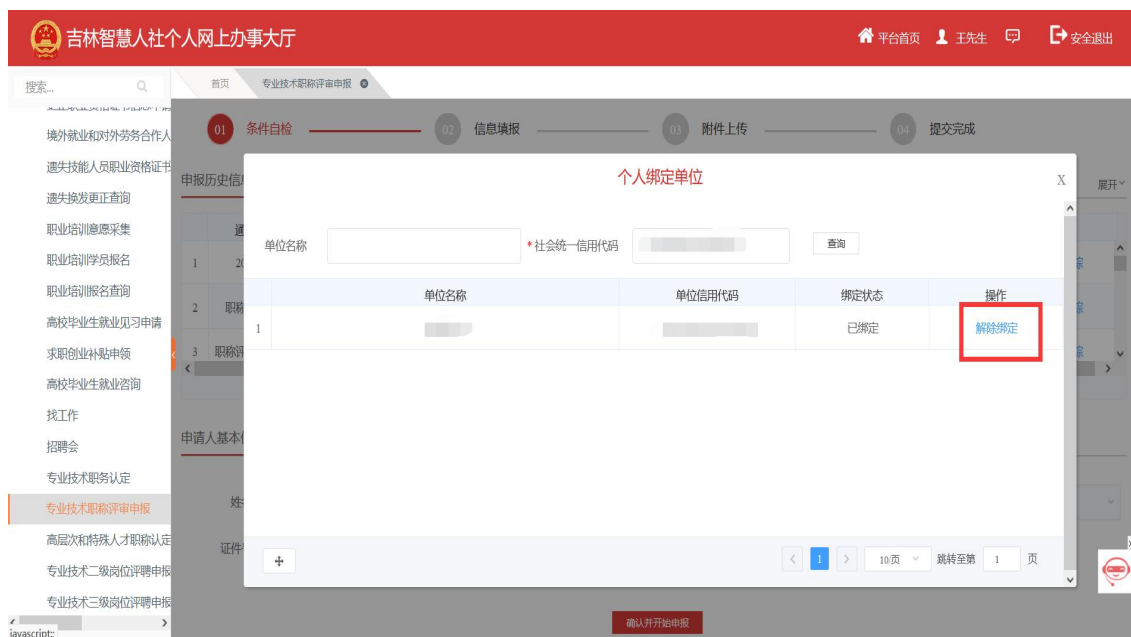 吉林智慧人社个人网上办事大厅
平台首页 王先生 安全退出
搜索...
首页 专业技术职称评审申报
境外就业和对外劳务合作人
遗失技能人员职业资格证书
遗失换发更正查询
职业培训意愿采集
职业培训学员报名
职业培训报名查询
高校毕业生就业见习申请
求职创业补贴申领
高校毕业生就业咨询
找工作
招聘会
专业技术职务认定
专业技术职称评审申报
高层次和特殊人才职称认定
专业技术二级岗位评聘申报
专业技术三级岗位评聘申报
javascript:;
01 条件自检 02 信息填报 03 附件上传 04 提交完成
申报历史信息
展开
1 20
2 职称
3 职称评
申请人基本信
姓名
证件
个人绑定单位 X
单位名称 *社会统一信用代码 查询
单位名称 单位信用代码 绑定状态 操作
1 已绑定 解除绑定
< 1 > 10/页 跳转至第 1 页
确认并开始申报